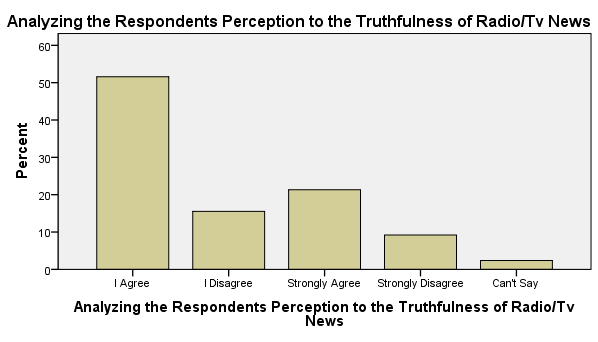 Analyzing the Respondents Perception to the Truthfulness of Radio/Tv News
60
50
40
30
20
10
0
Percent
I Agree
I Disagree
Strongly Agree
Strongly Disagree
Can't Say
Analyzing the Respondents Perception to the Truthfulness of Radio/Tv
News